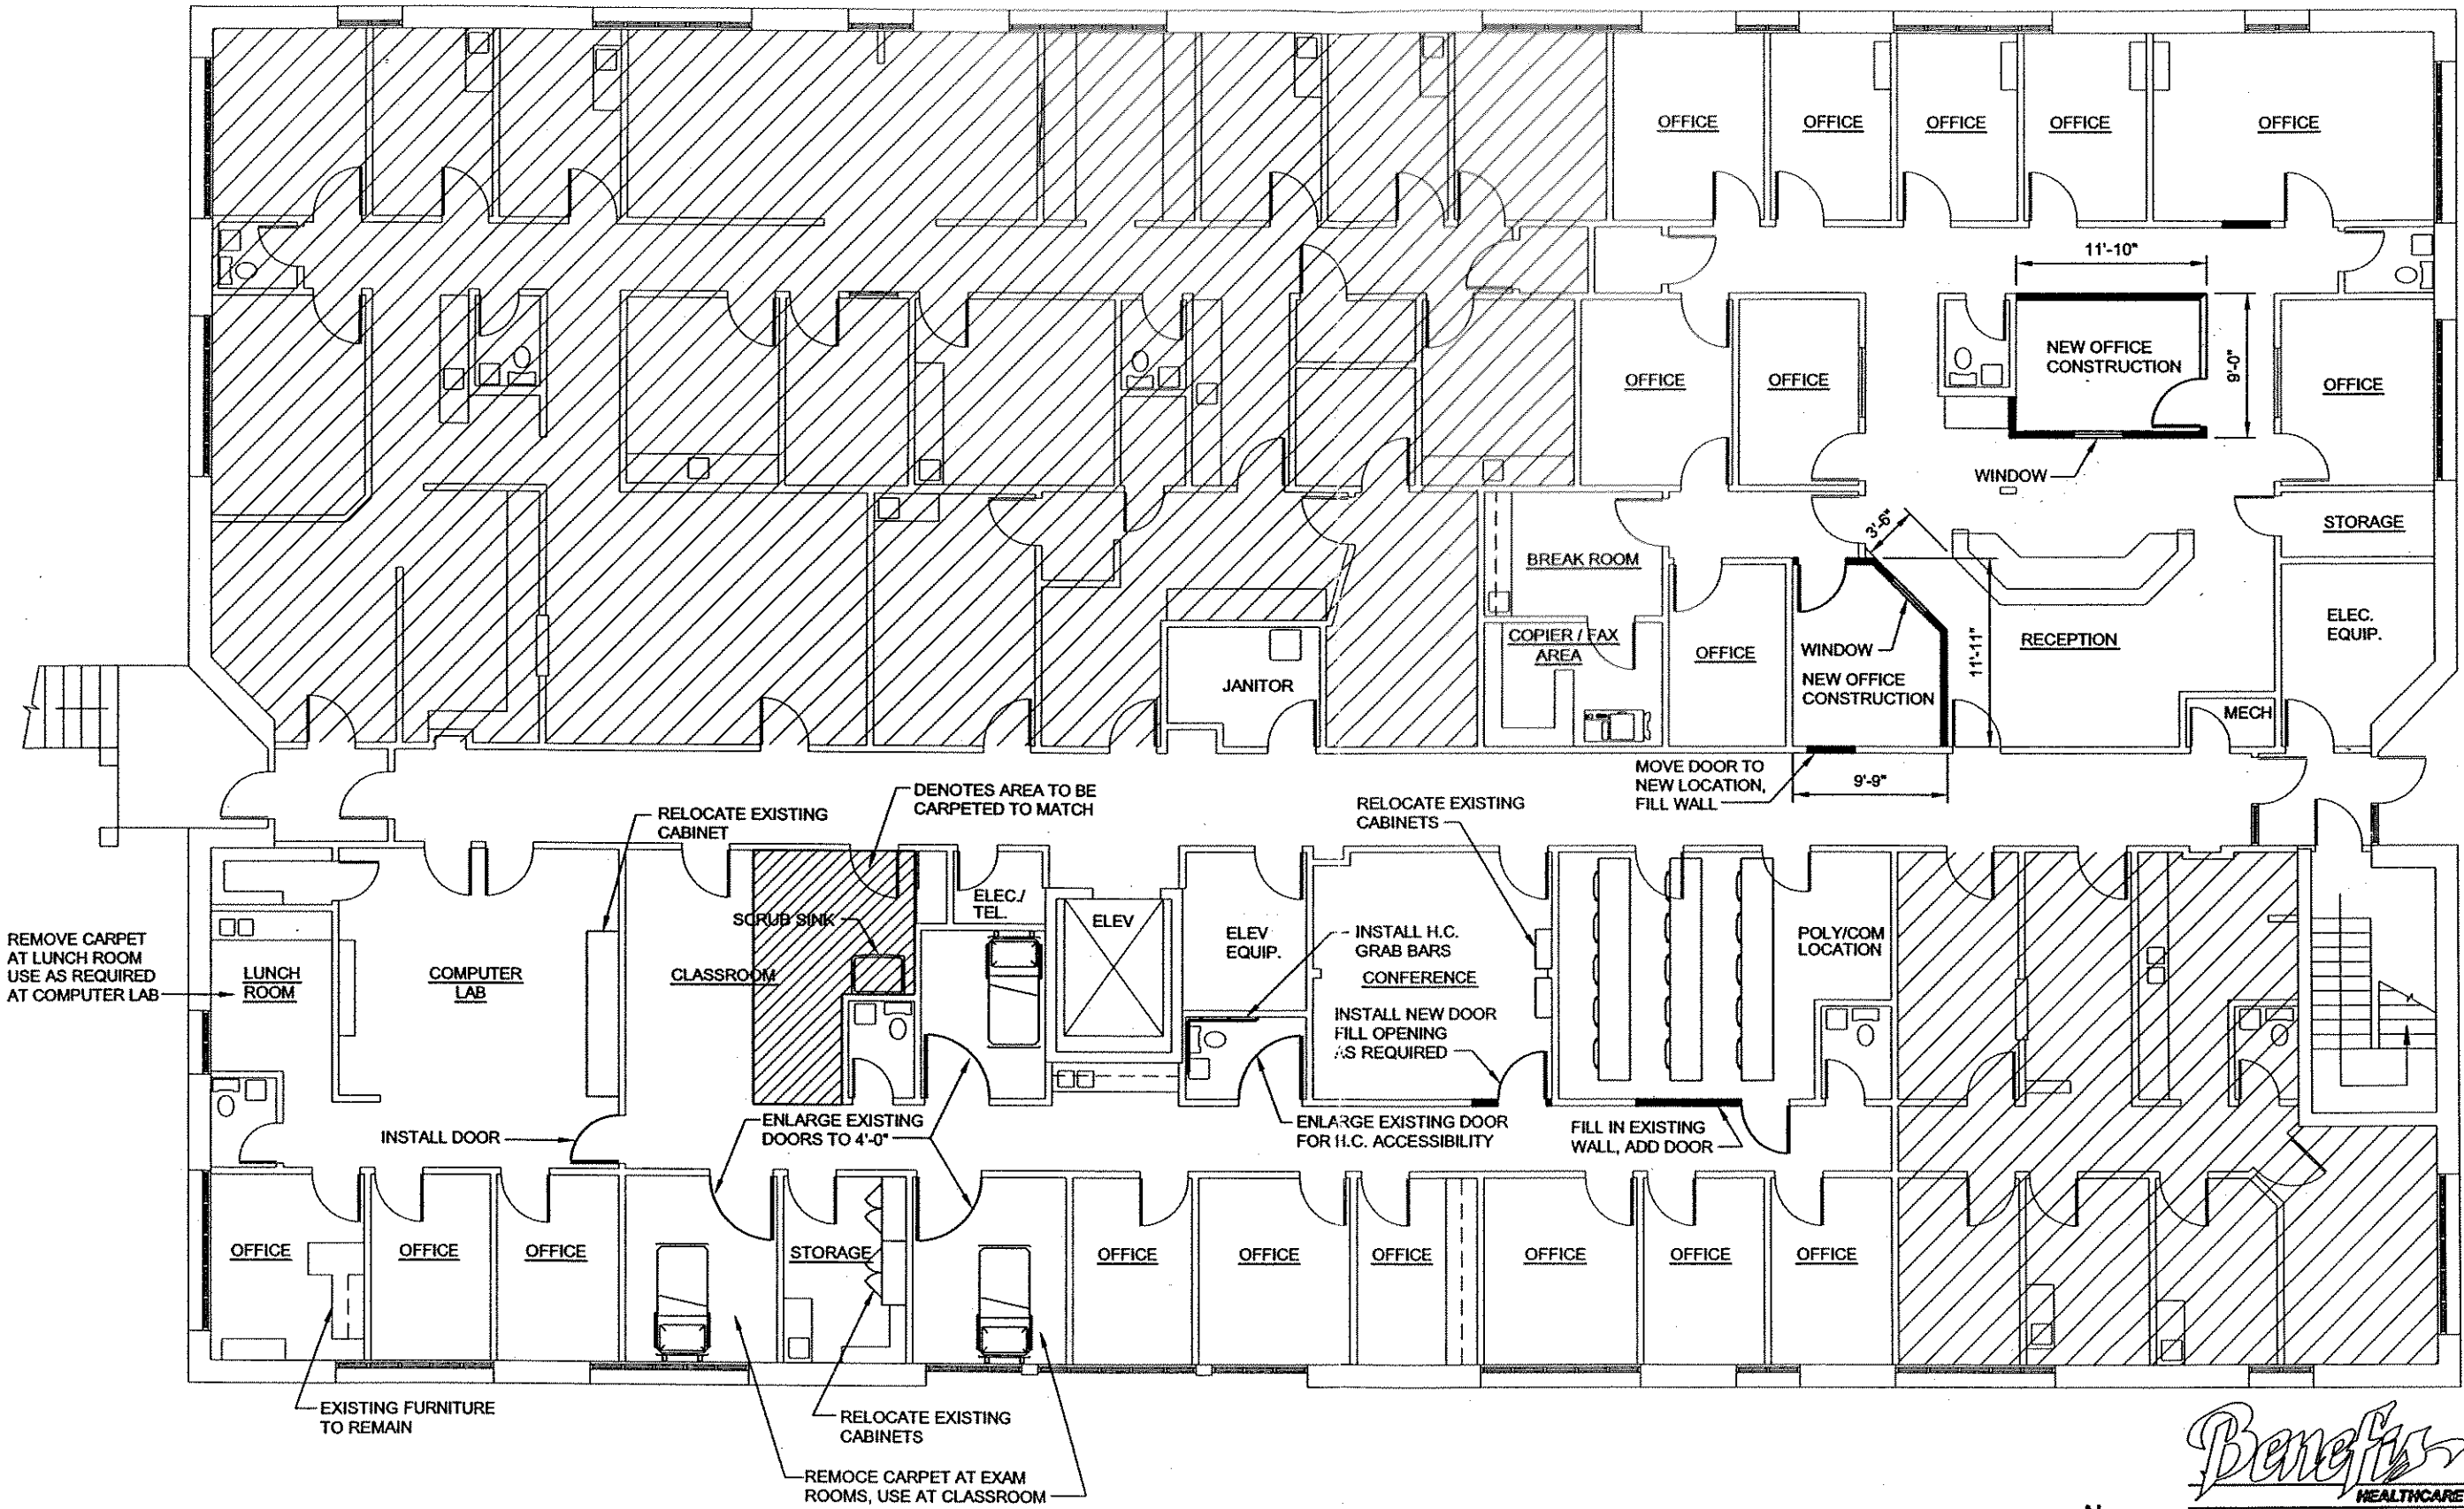 OFFICE
OFFICE
OFFICE
OFFICE
OFFICE
11'-10"
NEW OFFICE
CONSTRUCTION
9'-0"
OFFICE
OFFICE
OFFICE
WINDOW
3'-6"
STORAGE
BREAK ROOM
ELEC.
EQUIP.
COPIER / FAX
AREA
OFFICE
WINDOW
RECEPTION
11'-11"
NEW OFFICE
CONSTRUCTION
JANITOR
MECH
MOVE DOOR TO
NEW LOCATION,
FILL WALL
9'-9"
DENOTES AREA TO BE
CARPETED TO MATCH
RELOCATE EXISTING
CABINET
RELOCATE EXISTING
CABINETS
ELEC./
TEL.
SCRUB SINK
ELEV
ELEV
EQUIP.
INSTALL H.C.
GRAB BARS
POLY/COM
LOCATION
REMOVE CARPET
AT LUNCH ROOM
USE AS REQUIRED
AT COMPUTER LAB
LUNCH
ROOM
COMPUTER
LAB
CLASSROOM
CONFERENCE
INSTALL NEW DOOR
FILL OPENING
AS REQUIRED
INSTALL DOOR
ENLARGE EXISTING
DOORS TO 4'-0"
ENLARGE EXISTING DOOR
FOR H.C. ACCESSIBILITY
FILL IN EXISTING
WALL, ADD DOOR
OFFICE
OFFICE
OFFICE
STORAGE
OFFICE
OFFICE
OFFICE
OFFICE
OFFICE
OFFICE
EXISTING FURNITURE
TO REMAIN
RELOCATE EXISTING
CABINETS
REMOCE CARPET AT EXAM
ROOMS, USE AT CLASSROOM
Benefis
HEALTHCARE
N